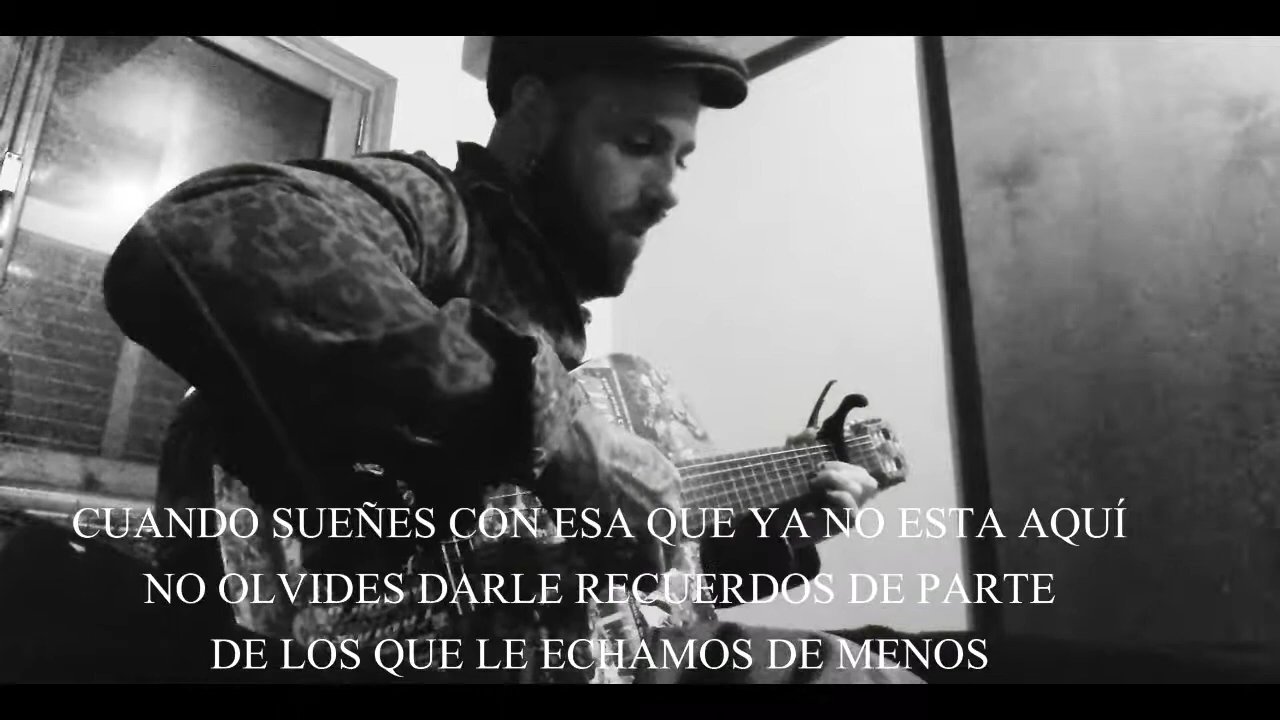 CUANDO SUEÑES CON ESA QUE YA NO ESTA AQUÍ
NO OLVIDES DARLE RECUERDOS DE PARTE
DE LOS QUE LE ECHAMOS DE MENOS